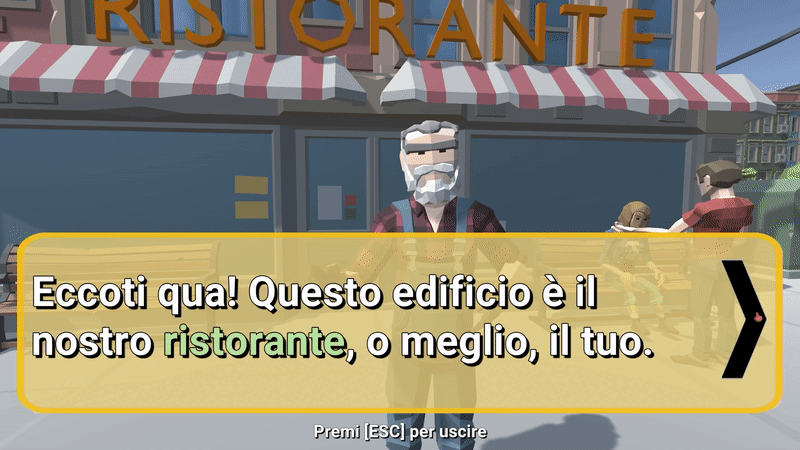 RISTORANTE
Eccoti qua! Questo edificio è il
nostro ristorante, o meglio, il tuo.
Premi [ESC] per uscire